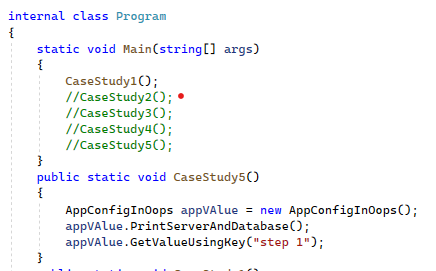 internal class Program
{
static void Main(string[] args)
{
CaseStudy1();
//CaseStudy2();
//CaseStudy3();
//CaseStudy4();
//CaseStudy5();
}
public static void CaseStudy5()
{
AppConfigInOops appVAlue = new AppConfigInOops();
appVAlue.PrintServerAndDatabase();
appVAlue.GetValueUsingKey("step 1");
}